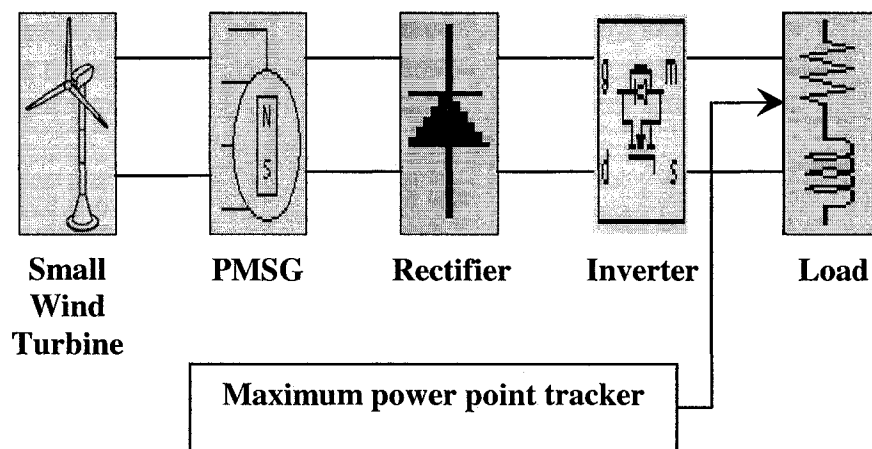 N
S
g m
d s
Small
Wind
Turbine
PMSG
Rectifier
Inverter
Load
Maximum power point tracker